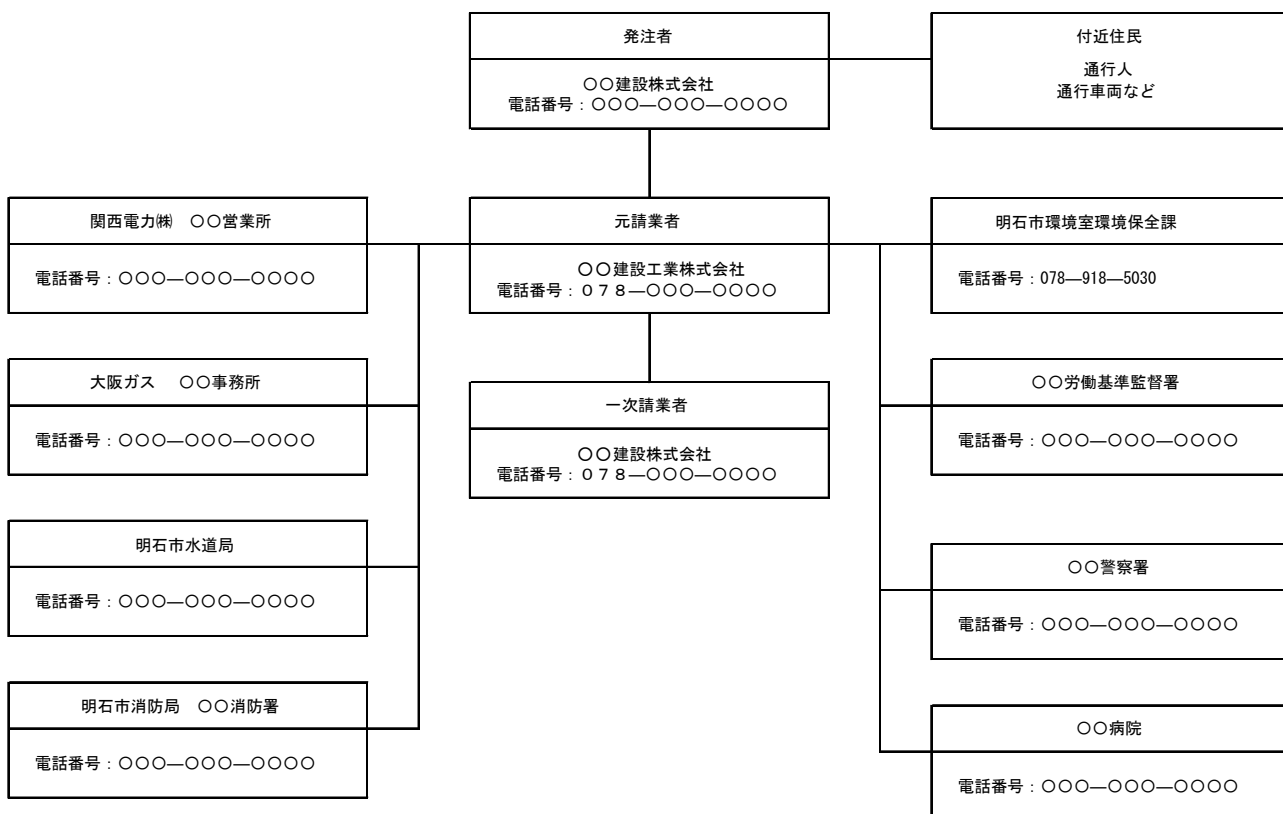 発注者
〇〇建設株式会社
電話番号：〇〇〇―〇〇〇―〇〇〇〇
付近住民
通行人
通行車両など
関西電力㈱　〇〇営業所
電話番号：〇〇〇―〇〇〇―〇〇〇〇
元請業者
〇〇建設工業株式会社
電話番号：０７８―〇〇〇―〇〇〇〇
明石市環境室環境保全課
電話番号：078―918―5030
大阪ガス　〇〇事務所
電話番号：〇〇〇―〇〇〇―〇〇〇〇
一次請業者
〇〇建設株式会社
電話番号：０７８―〇〇〇―〇〇〇〇
〇〇労働基準監督署
電話番号：〇〇〇―〇〇〇―〇〇〇〇
明石市水道局
電話番号：〇〇〇―〇〇〇―〇〇〇〇
〇〇警察署
電話番号：〇〇〇―〇〇〇―〇〇〇〇
明石市消防局　〇〇消防署
電話番号：〇〇〇―〇〇〇―〇〇〇〇
〇〇病院
電話番号：〇〇〇―〇〇〇―〇〇〇〇